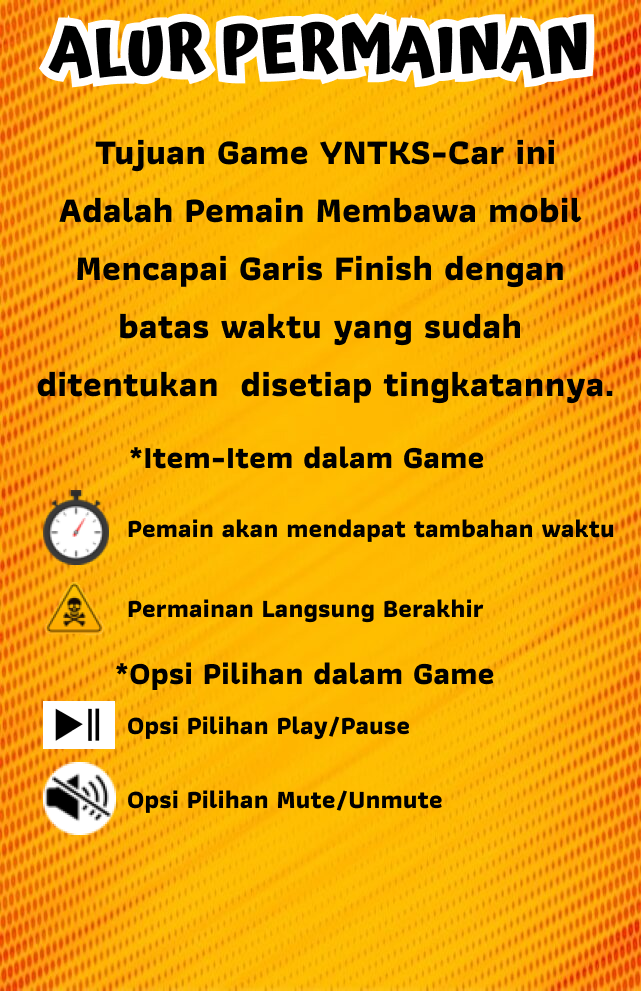 ALUR PERMAINAN
Tujuan Game YNTKS-Car ini
Adalah Pemain Membawa mobil
Mencapai Garis Finish dengan
batas waktu yang sudah
ditentukan  disetiap tingkatannya.
*Item-Item dalam Game
Pemain akan mendapat tambahan waktu
Permainan Langsung Berakhir
*Opsi Pilihan dalam Game
Opsi Pilihan Play/Pause
Opsi Pilihan Mute/Unmute